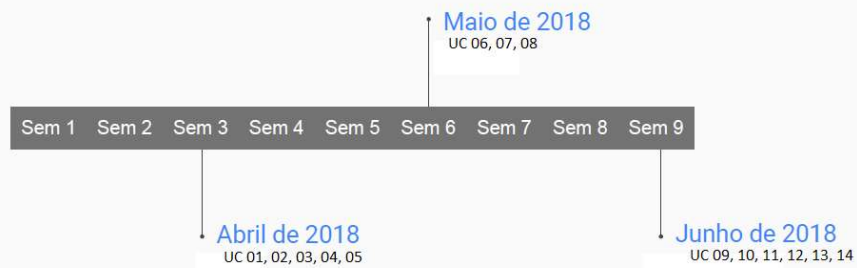 Maio de 2018
UC 06, 07, 08
Sem 1 Sem 2 Sem 3 Sem 4 Sem 5 Sem 6 Sem 7 Sem 8 Sem 9
Abril de 2018
UC 01, 02, 03, 04, 05
Junho de 2018
UC 09, 10, 11, 12, 13, 14